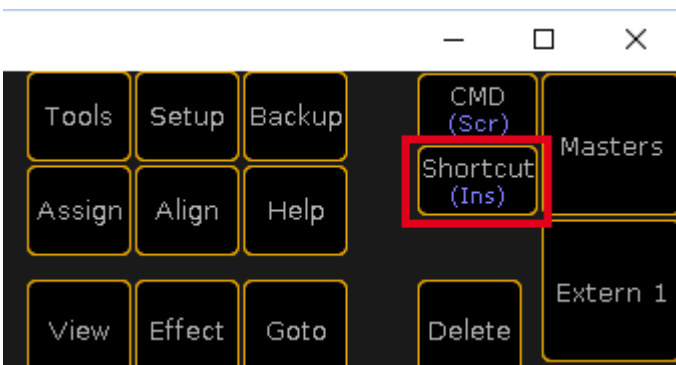 Tools
Setup
Backup
CMD
(Scr)
Masters
Shortcut
(Ins)
Assign
Align
Help
Extern 1
View
Effect
Goto
Delete